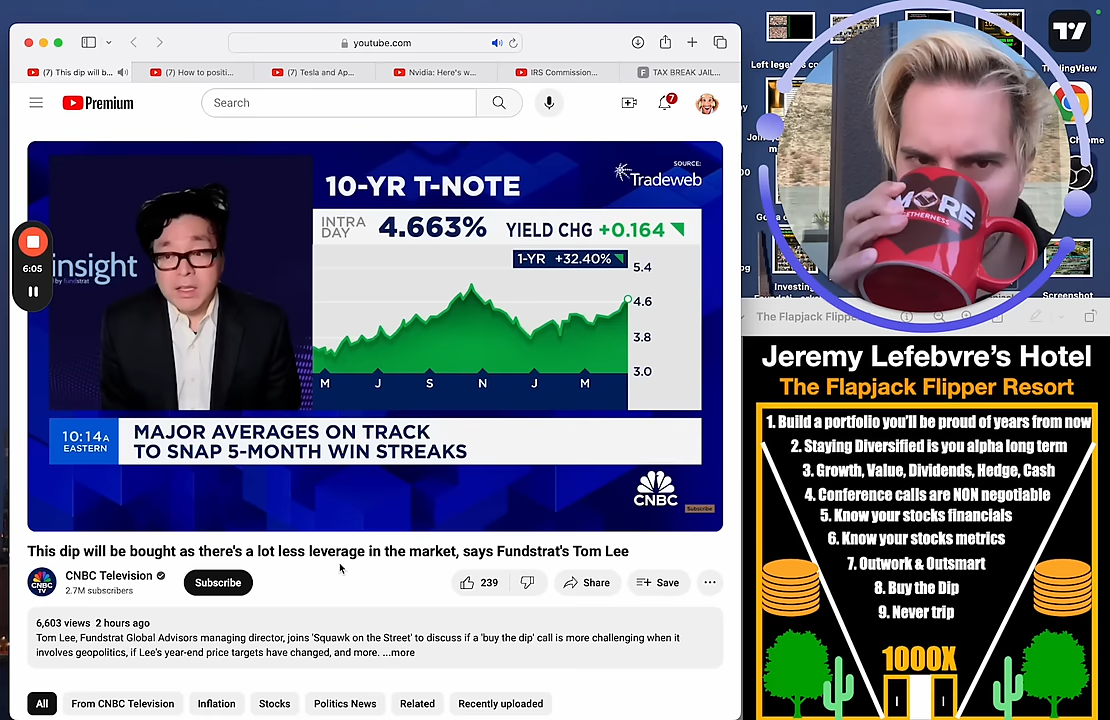 youtube.com
(7) This dip will b...
(7) How to positi...
(7) Tesla and Ap...
Nvidia: Here's w...
IRS Commission...
TAX BREAK JAIL...
Premium
Search
7
6:05
insight
by fundstrat
10-YR T-NOTE
SOURCE:
Tradeweb
INTRA
DAY
4.663%
YIELD CHG +0.164
1-YR +32.40%
5.4
4.6
3.8
3.0
M J S N J M
10:14A
EASTERN
MAJOR AVERAGES ON TRACK
TO SNAP 5-MONTH WIN STREAKS
CNBC
Subscribe
This dip will be bought as there's a lot less leverage in the market, says Fundstrat's Tom Lee
CNBC Television
2.7M subscribers
Subscribe
239
Share
Save
6,603 views 2 hours ago
Tom Lee, Fundstrat Global Advisors managing director, joins 'Squawk on the Street' to discuss if a 'buy the dip' call is more challenging when it
involves geopolitics, if Lee's year-end price targets have changed, and more. ...more
All
From CNBC Television
Inflation
Stocks
Politics News
Related
Recently uploaded
Left legends
TradingView
Chrome
MORE
TOGETHERNESS
Investing
Screenshot
The Flapjack Flippe
Jeremy Lefebvre's Hotel
The Flapjack Flipper Resort
1. Build a portfolio you'll be proud of years from now
2. Staying Diversified is you alpha long term
3. Growth, Value, Dividends, Hedge, Cash
4. Conference calls are NON negotiable
5. Know your stocks financials
6. Know your stocks metrics
7. Outwork & Outsmart
8. Buy the Dip
9. Never trip
1000X